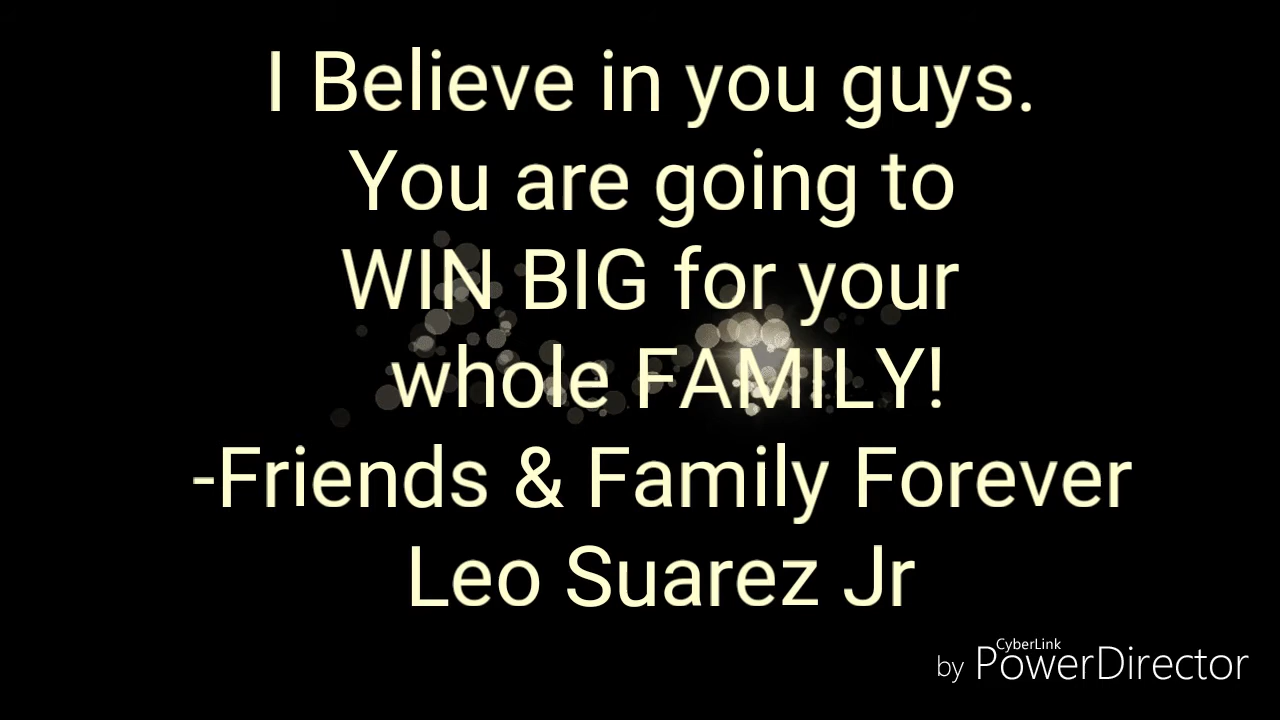 I Believe in you guys.
You are going to
WIN BIG for your
whole FAMILY!
-Friends & Family Forever
Leo Suarez Jr
CyberLink
by PowerDirector